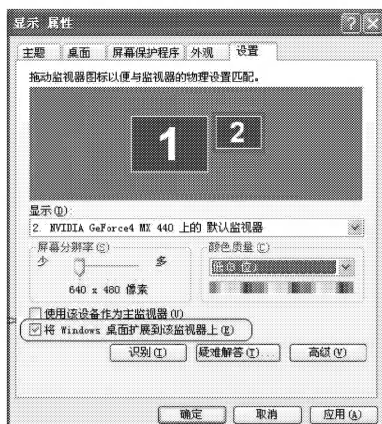 显示 属性
主题 桌面 屏幕保护程序 外观 设置
拖动监视器图标以便与监视器的物理设置匹配。
1 2
显示(D):
2. NVIDIA GeForce4 MX 440 上的 默认监视器
屏幕分辨率(S) 颜色质量(C)
少 多
低(8 位)
640 x 480 像素
使用该设备作为主监视器(U)
将 Windows 桌面扩展到该监视器上(E)
识别(I) 疑难解答(T)... 高级(V)
确定 取消 应用(A)